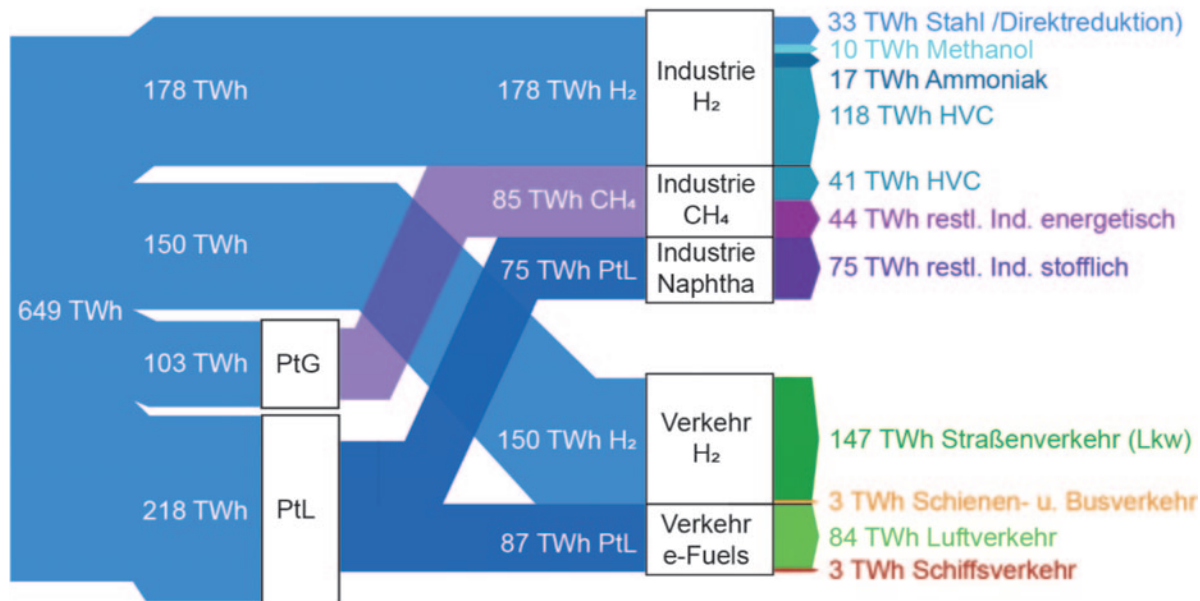 649 TWh
178 TWh
150 TWh
103 TWh
218 TWh
PtG
PtL
178 TWh H₂
85 TWh CH₄
75 TWh PtL
150 TWh H₂
87 TWh PtL
Industrie
H₂
Industrie
CH₄
Industrie
Naphtha
Verkehr
H₂
Verkehr
e-Fuels
33 TWh Stahl /Direktreduktion)
10 TWh Methanol
17 TWh Ammoniak
118 TWh HVC
41 TWh HVC
44 TWh restl. Ind. energetisch
75 TWh restl. Ind. stofflich
147 TWh Straßenverkehr (Lkw)
3 TWh Schienen- u. Busverkehr
84 TWh Luftverkehr
3 TWh Schiffsverkehr